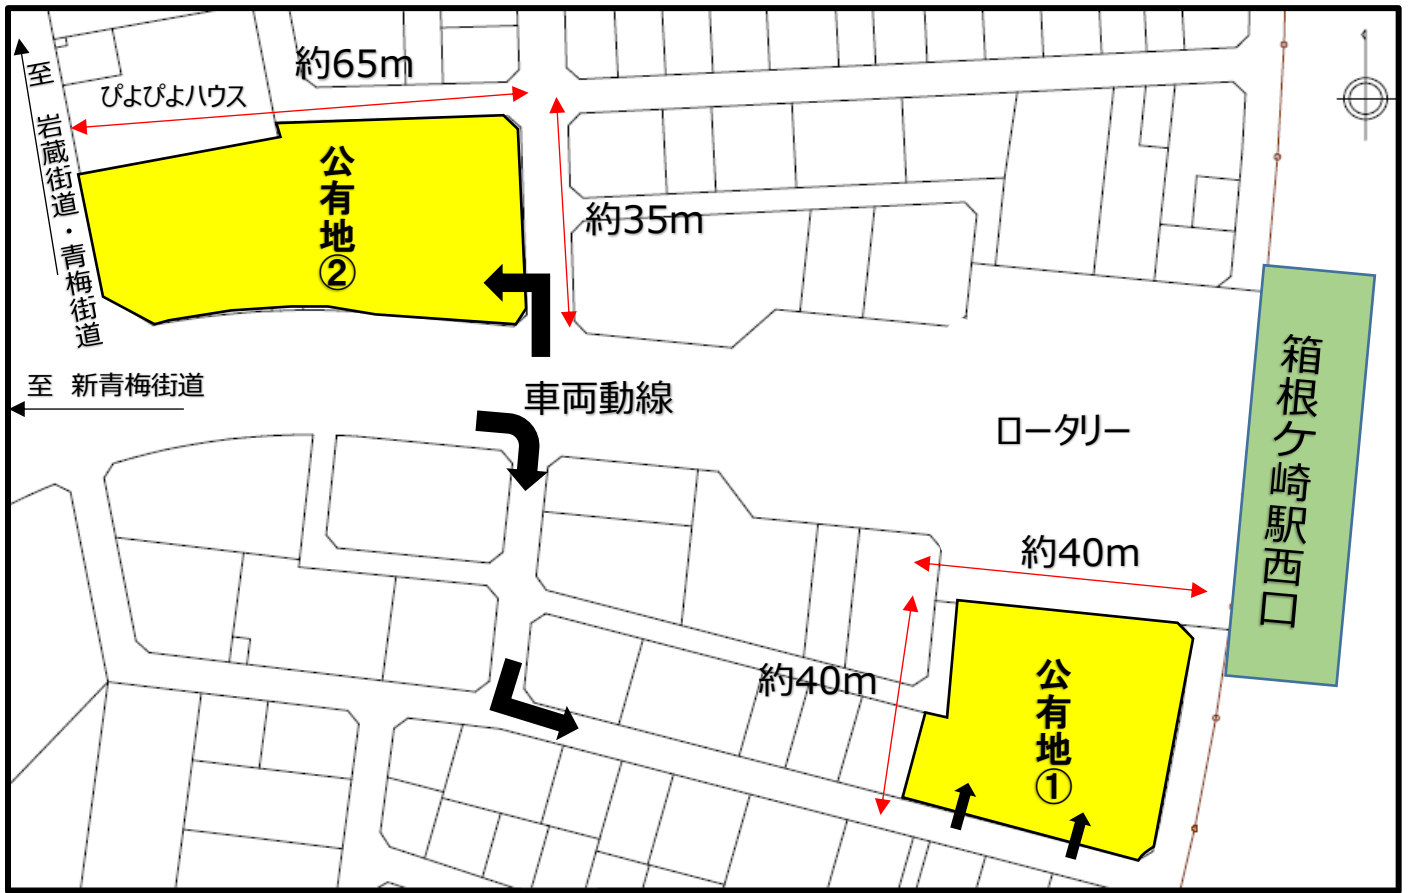 約65m
ぴよぴよハウス
至　岩蔵街道・青梅街道
公有地②
約35m
至　新青梅街道
車両動線
ロータリー
箱根ケ崎駅西口
約40m
約40m
公有地①